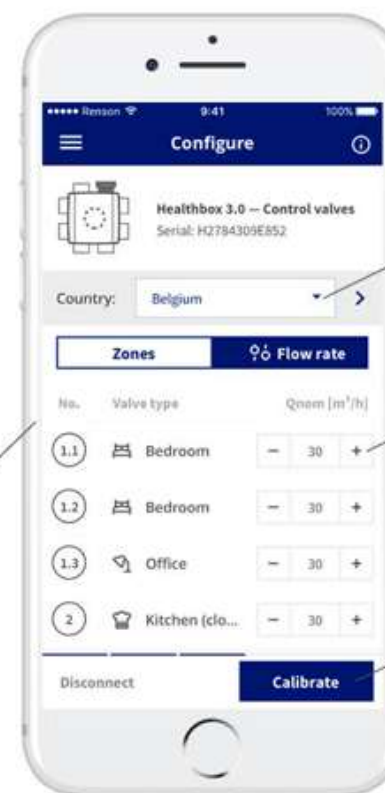 Renson 9:41 100%
Configure
Healthbox 3.0 — Control valves
Serial: H2784309E852
Country: Belgium
Zones Flow rate
No. Valve type Qnom [m³/h]
1.1 Bedroom − 30 +
1.2 Bedroom − 30 +
1.3 Office − 30 +
2 Kitchen (clo... − 30 +
Disconnect Calibrate